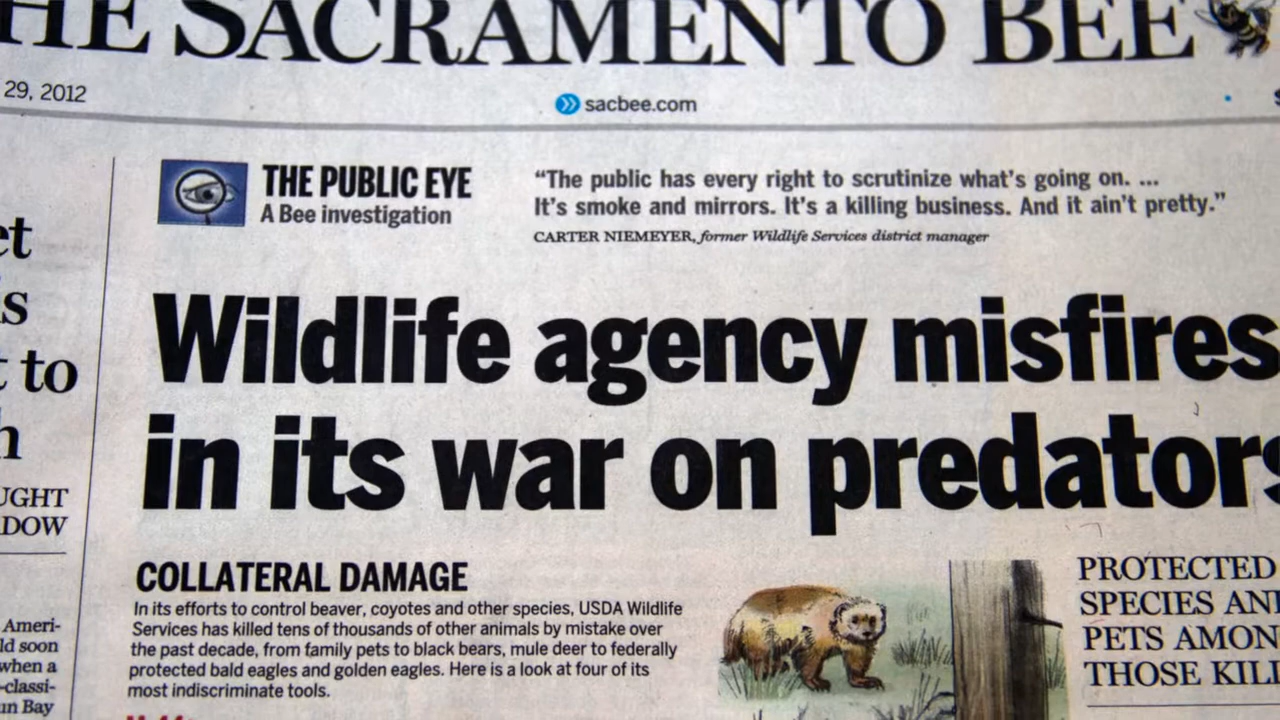 THE SACRAMENTO BEE
29, 2012
sacbee.com
THE PUBLIC EYE
A Bee investigation
“The public has every right to scrutinize what’s going on. ...
It’s smoke and mirrors. It’s a killing business. And it ain’t pretty.”
CARTER NIEMEYER, former Wildlife Services district manager
Wildlife agency misfires
in its war on predators
COLLATERAL DAMAGE
In its efforts to control beaver, coyotes and other species, USDA Wildlife
Services has killed tens of thousands of other animals by mistake over
the past decade, from family pets to black bears, mule deer to federally
protected bald eagles and golden eagles. Here is a look at four of its
most indiscriminate tools.
PROTECTED
SPECIES AN
PETS AMON
THOSE KIL
et
s
t to
h
UGHT
DOW
Ameri-
ld soon
when a
-classi-
un Bay